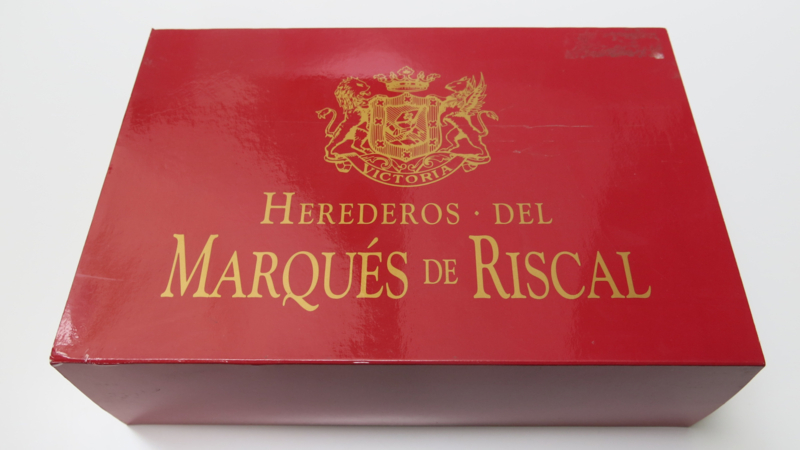 VICTORIA
HEREDEROS · DEL
MARQUÉS DE RISCAL